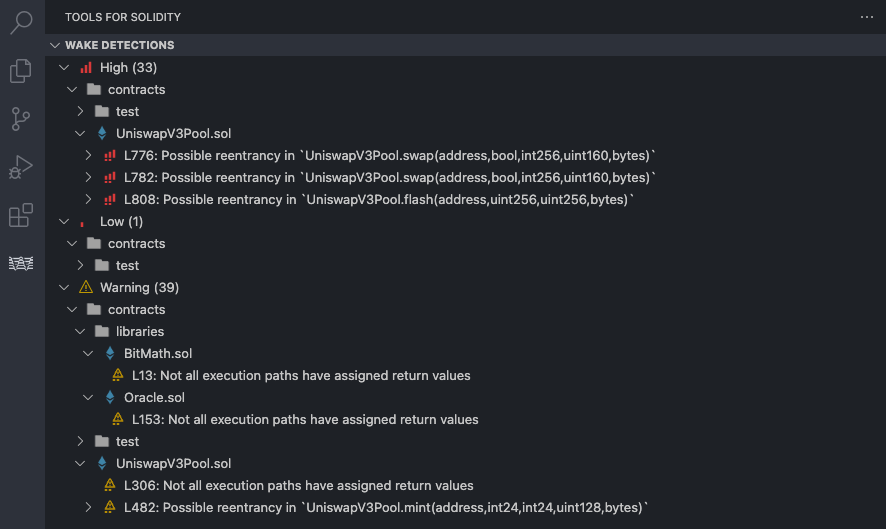 TOOLS FOR SOLIDITY
WAKE DETECTIONS
High (33)
contracts
test
UniswapV3Pool.sol
L776: Possible reentrancy in `UniswapV3Pool.swap(address,bool,int256,uint160,bytes)`
L782: Possible reentrancy in `UniswapV3Pool.swap(address,bool,int256,uint160,bytes)`
L808: Possible reentrancy in `UniswapV3Pool.flash(address,uint256,uint256,bytes)`
Low (1)
contracts
test
Warning (39)
contracts
libraries
BitMath.sol
L13: Not all execution paths have assigned return values
Oracle.sol
L153: Not all execution paths have assigned return values
test
UniswapV3Pool.sol
L306: Not all execution paths have assigned return values
L482: Possible reentrancy in `UniswapV3Pool.mint(address,int24,int24,uint128,bytes)`